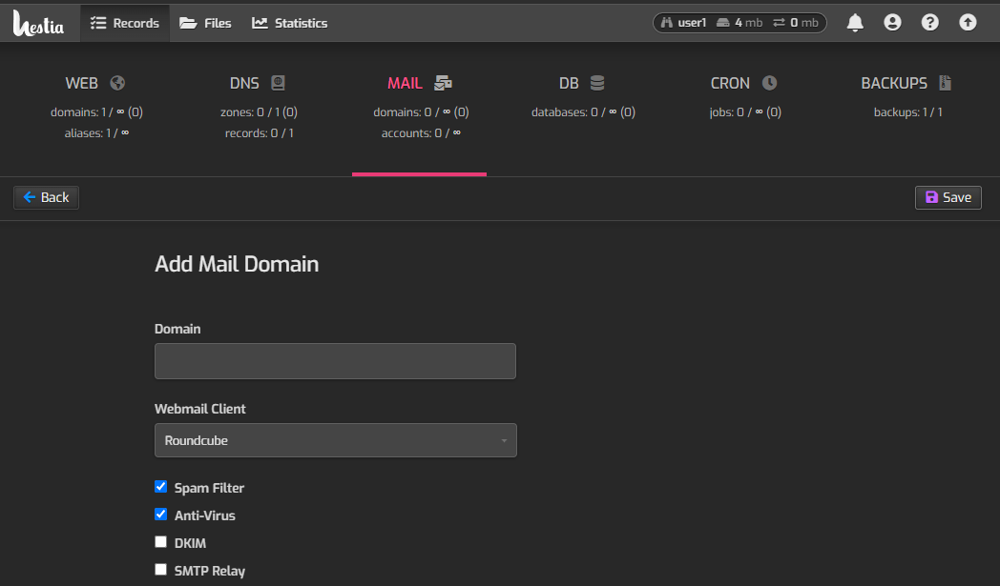 hestia
Records Files Statistics user1 4 mb 0 mb
WEB DNS MAIL DB CRON BACKUPS
domains: 1 / ∞ (0) zones: 0 / 1 (0) domains: 0 / ∞ (0) databases: 0 / ∞ (0) jobs: 0 / ∞ (0) backups: 1 / 1
aliases: 1 / ∞ records: 0 / 1 accounts: 0 / ∞
Back Save
Add Mail Domain
Domain
Webmail Client
Roundcube
Spam Filter
Anti-Virus
DKIM
SMTP Relay